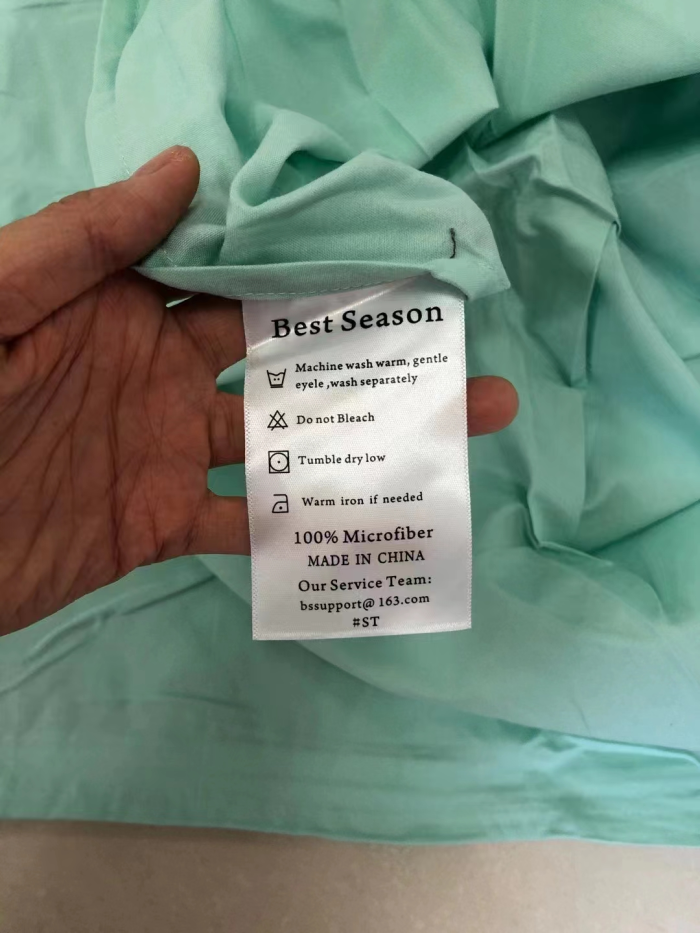 Best Season
Machine wash warm, gentle
eyele ,wash separately
Do not Bleach
Tumble dry low
Warm iron if needed
100% Microfiber
MADE IN CHINA
Our Service Team:
bssupport@ 163.com
#ST